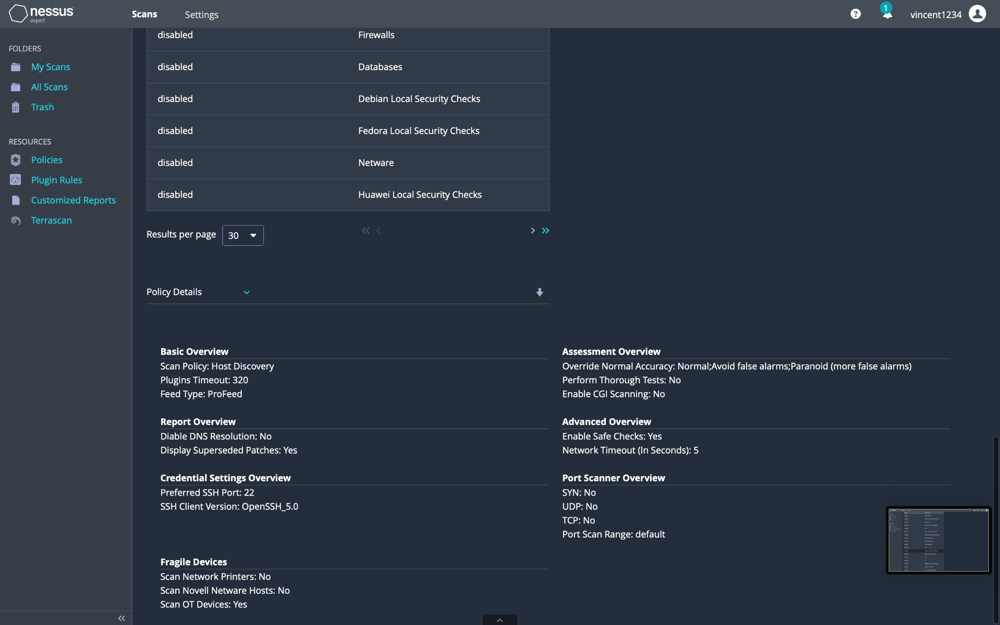 nessus
expert
Scans
Settings
?
1
vincent1234
FOLDERS
My Scans
All Scans
Trash
RESOURCES
Policies
Plugin Rules
Customized Reports
Terrascan
disabled Firewalls
disabled Databases
disabled Debian Local Security Checks
disabled Fedora Local Security Checks
disabled Netware
disabled Huawei Local Security Checks
Results per page 30
Policy Details
Basic Overview
Scan Policy: Host Discovery
Plugins Timeout: 320
Feed Type: ProFeed
Assessment Overview
Override Normal Accuracy: Normal;Avoid false alarms;Paranoid (more false alarms)
Perform Thorough Tests: No
Enable CGI Scanning: No
Report Overview
Diable DNS Resolution: No
Display Superseded Patches: Yes
Advanced Overview
Enable Safe Checks: Yes
Network Timeout (In Seconds): 5
Credential Settings Overview
Preferred SSH Port: 22
SSH Client Version: OpenSSH_5.0
Port Scanner Overview
SYN: No
UDP: No
TCP: No
Port Scan Range: default
Fragile Devices
Scan Network Printers: No
Scan Novell Netware Hosts: No
Scan OT Devices: Yes